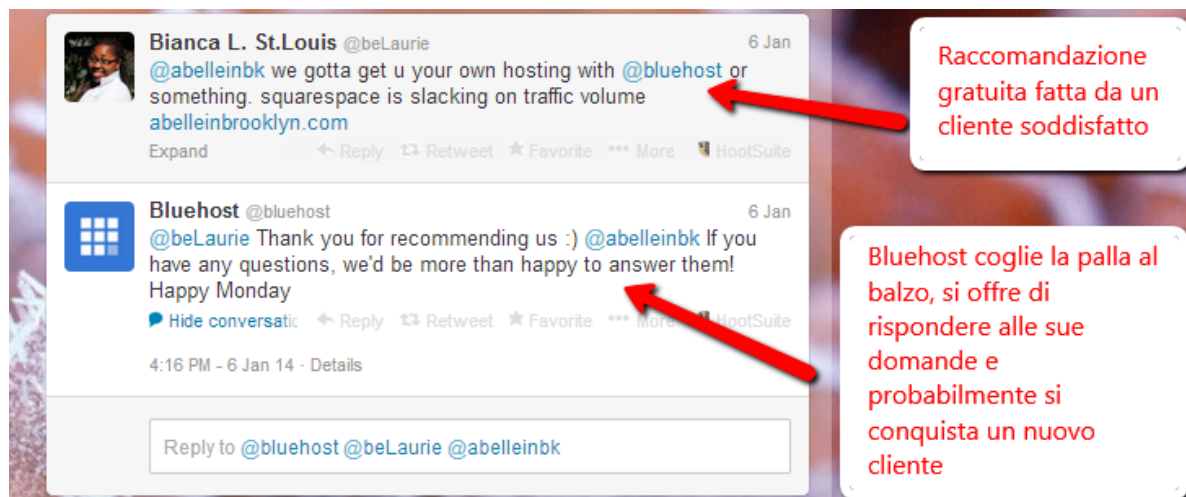 Bianca L. St.Louis @beLaurie 6 Jan
@abelleinbk we gotta get u your own hosting with @bluehost or
something. squarespace is slacking on traffic volume
abelleinbrooklyn.com
Expand Reply Retweet Favorite More HootSuite
Raccomandazione
gratuita fatta da un
cliente soddisfatto
Bluehost @bluehost 6 Jan
@beLaurie Thank you for recommending us :) @abelleinbk If you
have any questions, we'd be more than happy to answer them!
Happy Monday
Hide conversatic Reply Retweet Favorite More HootSuite
4:16 PM - 6 Jan 14 · Details
Reply to @bluehost @beLaurie @abelleinbk
Bluehost coglie la palla al
balzo, si offre di
rispondere alle sue
domande e
probabilmente si
conquista un nuovo
cliente